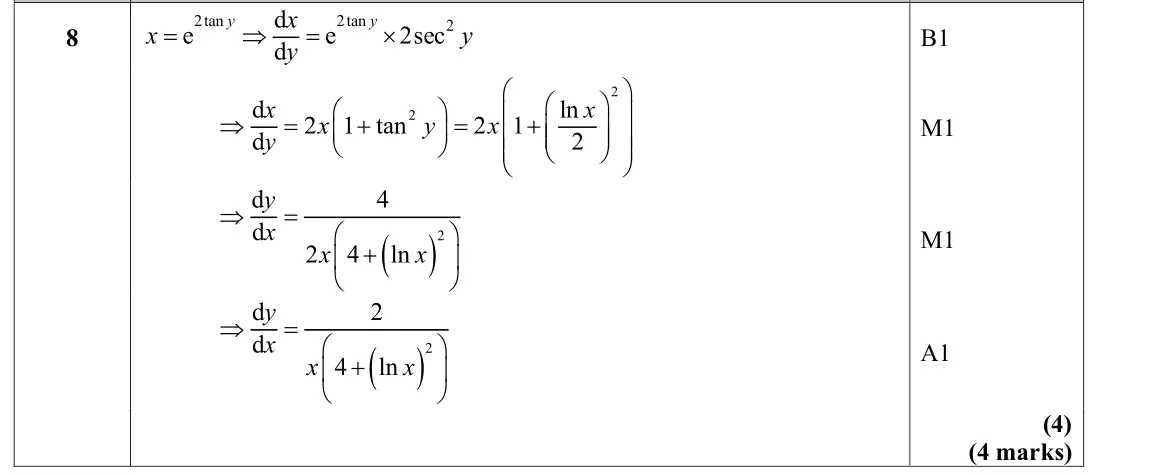 8 x = e^{2 tan y} ⇒ dx/dy = e^{2 tan y} × 2sec² y B1
⇒ dx/dy = 2x(1 + tan² y) = 2x(1 + (ln x/2)²) M1
⇒ dy/dx = 4/(2x(4 + (ln x)²)) M1
⇒ dy/dx = 2/(x(4 + (ln x)²)) A1
(4)
(4 marks)